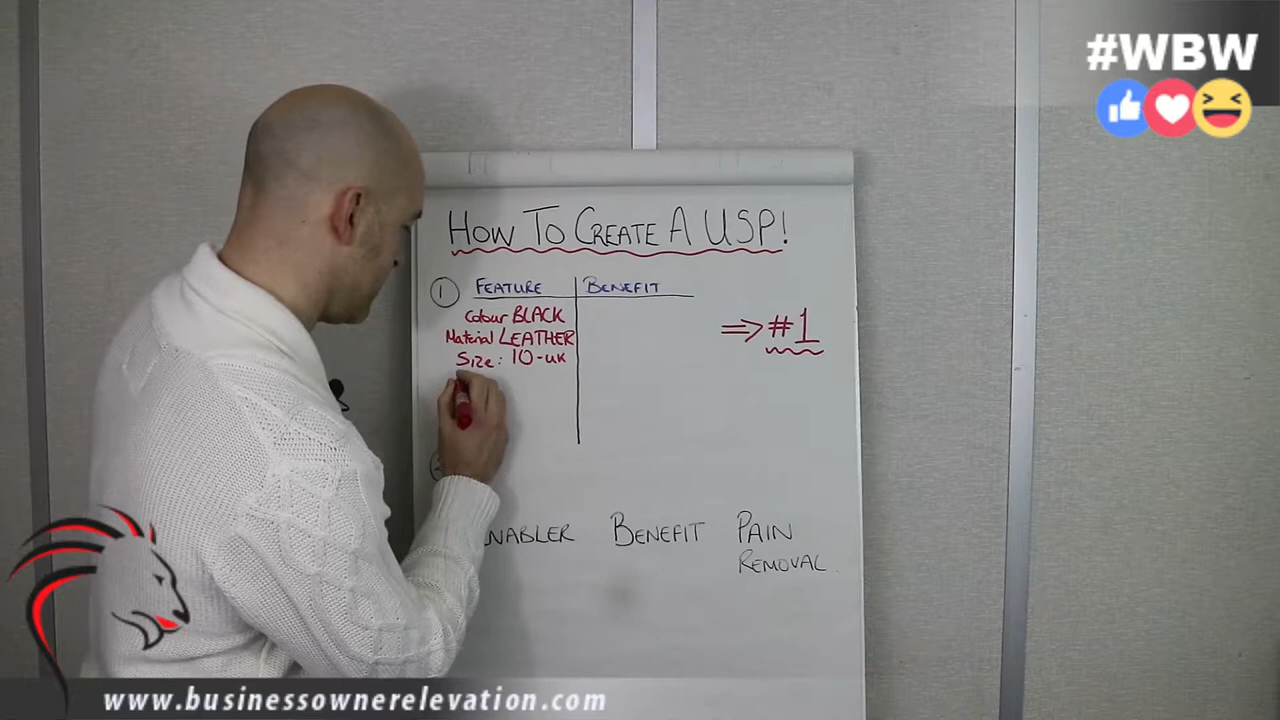 #WBW
HOW TO CREATE A USP!
1 FEATURE BENEFIT
Colour BLACK
Material LEATHER
Size: 10-UK
=> #1
NABLER BENEFIT PAIN
REMOVAL
www.businessownerelevation.com